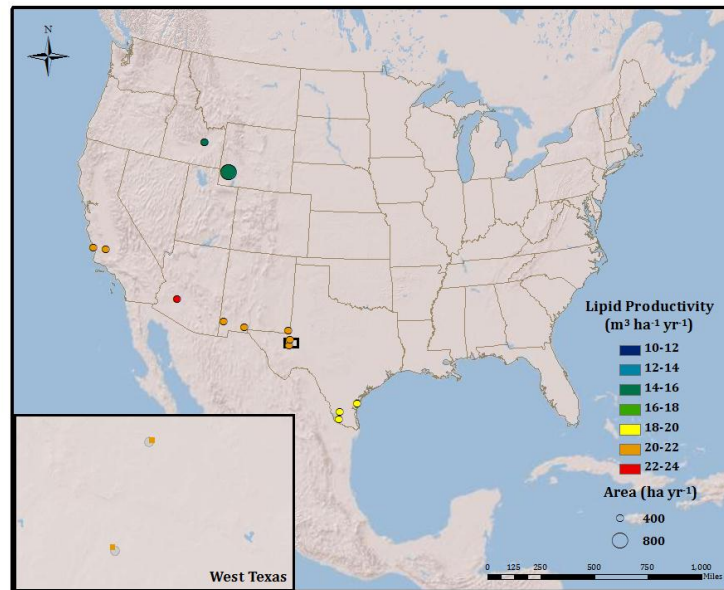 N
Lipid Productivity
(m³ ha⁻¹ yr⁻¹)
10-12
12-14
14-16
16-18
18-20
20-22
22-24
Area (ha yr⁻¹)
400
800
West Texas
0 125 250 500 750 1,000
Miles